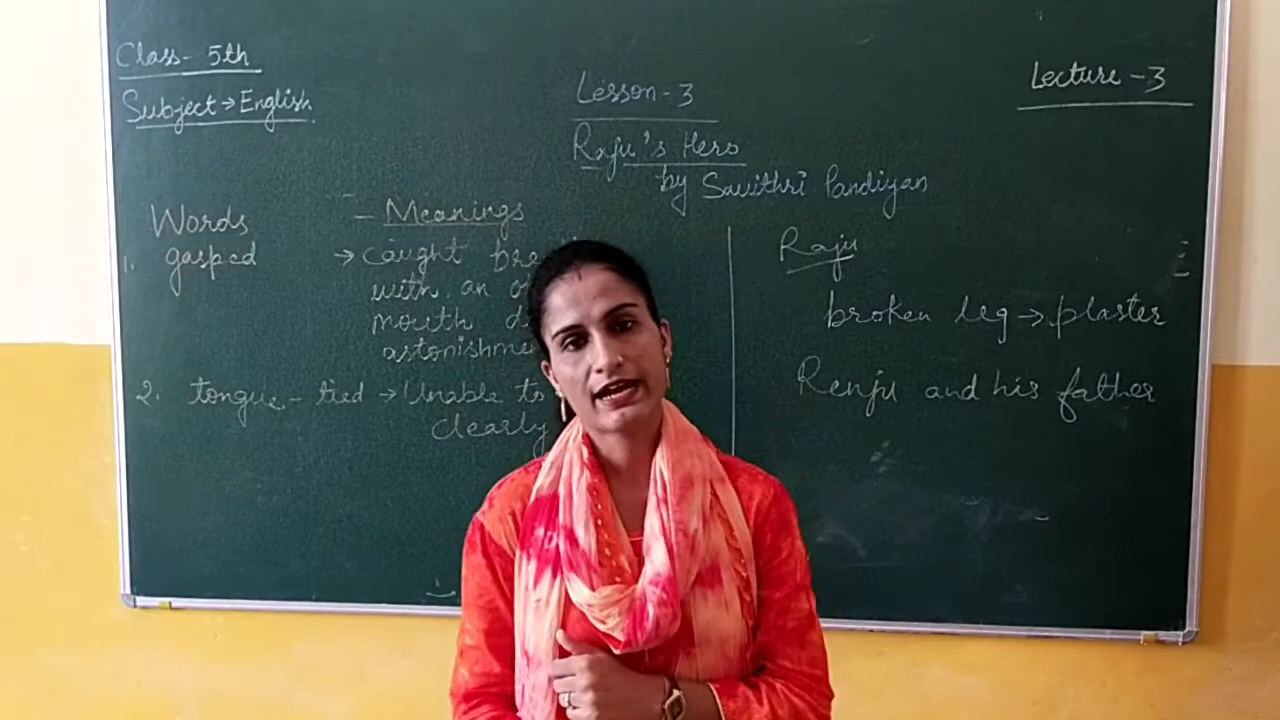 Class- 5th
Subject → English
Lesson - 3
Raju's Hero
by Savithri Pandiyan
Lecture - 3
Words - Meanings
1. gasped → caught
with an
mouth
2. tongue - tied → Unable to
clearly
Raju
broken leg → plaster
Renju and his father